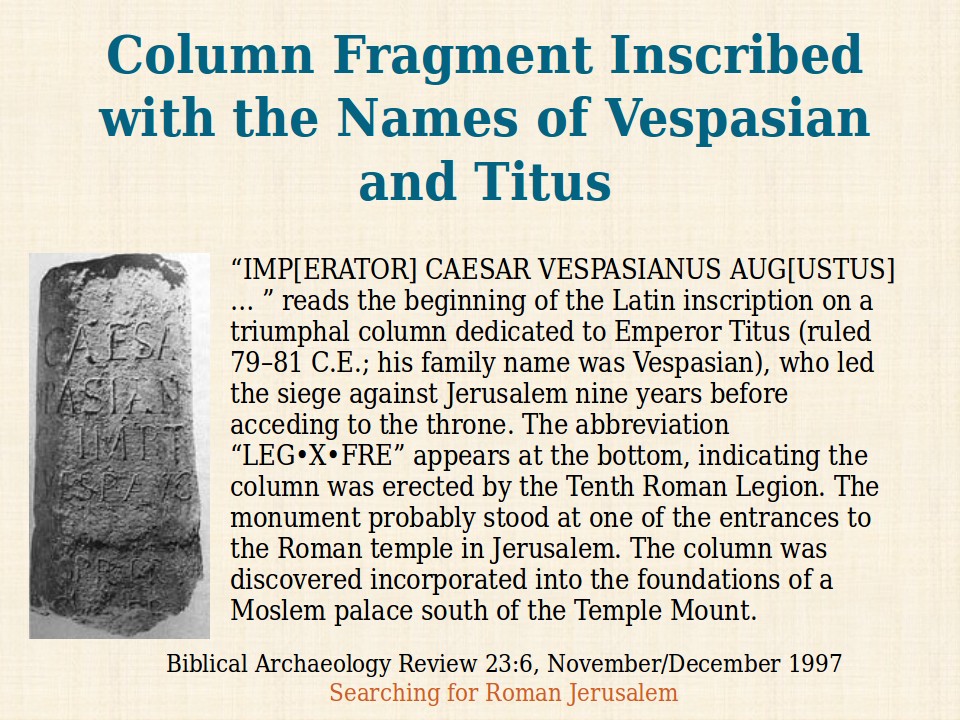 Column Fragment Inscribed
with the Names of Vespasian
and Titus
CAESA
PASIAN
IMP T
VESPA VS
“IMP[ERATOR] CAESAR VESPASIANUS AUG[USTUS]
… ” reads the beginning of the Latin inscription on a
triumphal column dedicated to Emperor Titus (ruled
79–81 C.E.; his family name was Vespasian), who led
the siege against Jerusalem nine years before
acceding to the throne. The abbreviation
“LEG•X•FRE” appears at the bottom, indicating the
column was erected by the Tenth Roman Legion. The
monument probably stood at one of the entrances to
the Roman temple in Jerusalem. The column was
discovered incorporated into the foundations of a
Moslem palace south of the Temple Mount.
Biblical Archaeology Review 23:6, November/December 1997
Searching for Roman Jerusalem